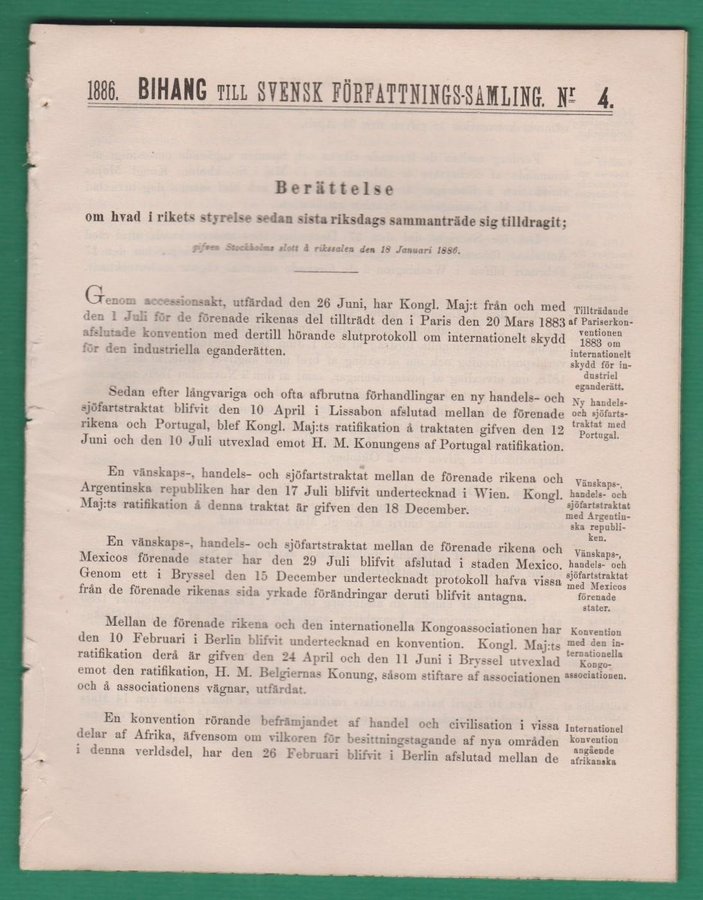 1886. BIHANG TILL SVENSK FÖRFATTNINGS-SAMLING. Nr 4.
Berättelse
om hvad i rikets styrelse sedan sista riksdags sammanträde sig tilldragit;
gifven Stockholms slott å rikssalen den 18 Januari 1886.
Genom accessionsakt, utfärdad den 26 Juni, har Kongl. Maj:t från och med
den 1 Juli för de förenade rikenas del tillträdt den i Paris den 20 Mars 1883
afslutade konvention med dertill hörande slutprotokoll om internationelt skydd
för den industriella eganderätten.
Tillträdande
af Pariserkon-
ventionen
1883 om
internationelt
skydd för in-
dustriel
eganderätt.
Sedan efter långvariga och ofta afbrutna förhandlingar en ny handels- och
sjöfartstraktat blifvit den 10 April i Lissabon afslutad mellan de förenade
rikena och Portugal, blef Kongl. Maj:ts ratifikation å traktaten gifven den 12
Juni och den 10 Juli utvexlad emot H. M. Konungens af Portugal ratifikation.
Ny handels-
och sjöfarts-
traktat med
Portugal.
En vänskaps-, handels- och sjöfartstraktat mellan de förenade rikena och
Argentinska republiken har den 17 Juli blifvit undertecknad i Wien. Kongl.
Maj:ts ratifikation å denna traktat är gifven den 18 December.
Vänskaps-,
handels- och
sjöfartstraktat
med Argentin-
ska republi-
ken.
En vänskaps-, handels- och sjöfartstraktat mellan de förenade rikena och
Mexicos förenade stater har den 29 Juli blifvit afslutad i staden Mexico.
Genom ett i Bryssel den 15 December undertecknadt protokoll hafva vissa
från de förenade rikenas sida yrkade förändringar deruti blifvit antagna.
Vänskaps-,
handels- och
sjöfartstraktat
med Mexicos
förenade
stater.
Mellan de förenade rikena och den internationella Kongoassociationen har
den 10 Februari i Berlin blifvit undertecknad en konvention. Kongl. Maj:ts
ratifikation derå är gifven den 24 April och den 11 Juni i Bryssel utvexlad
emot den ratifikation, H. M. Belgiernas Konung, såsom stiftare af associationen
och å associationens vägnar, utfärdat.
Konvention
med den in-
ternationella
Kongo-
associationen.
En konvention rörande befrämjandet af handel och civilisation i vissa
delar af Afrika, äfvensom om vilkoren för besittningstagande af nya områden
i denna verldsdel, har den 26 Februari blifvit i Berlin afslutad mellan de
Internationel
konvention
angående
afrikanska